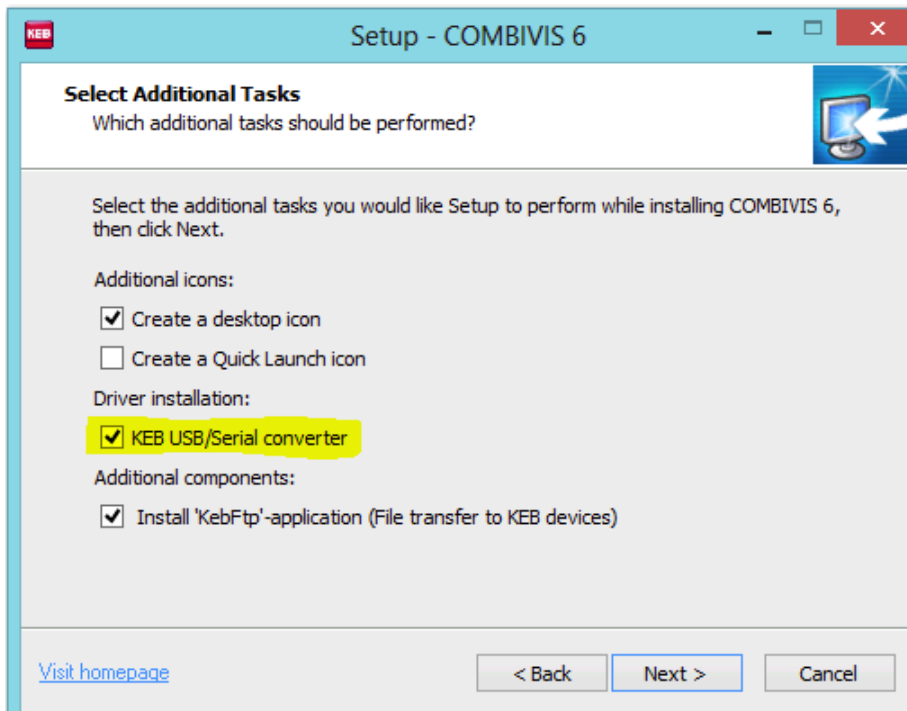 KEB
Setup - COMBIVIS 6
Select Additional Tasks
Which additional tasks should be performed?
Select the additional tasks you would like Setup to perform while installing COMBIVIS 6,
then click Next.
Additional icons:
Create a desktop icon
Create a Quick Launch icon
Driver installation:
KEB USB/Serial converter
Additional components:
Install 'KebFtp'-application (File transfer to KEB devices)
Visit homepage
< Back
Next >
Cancel